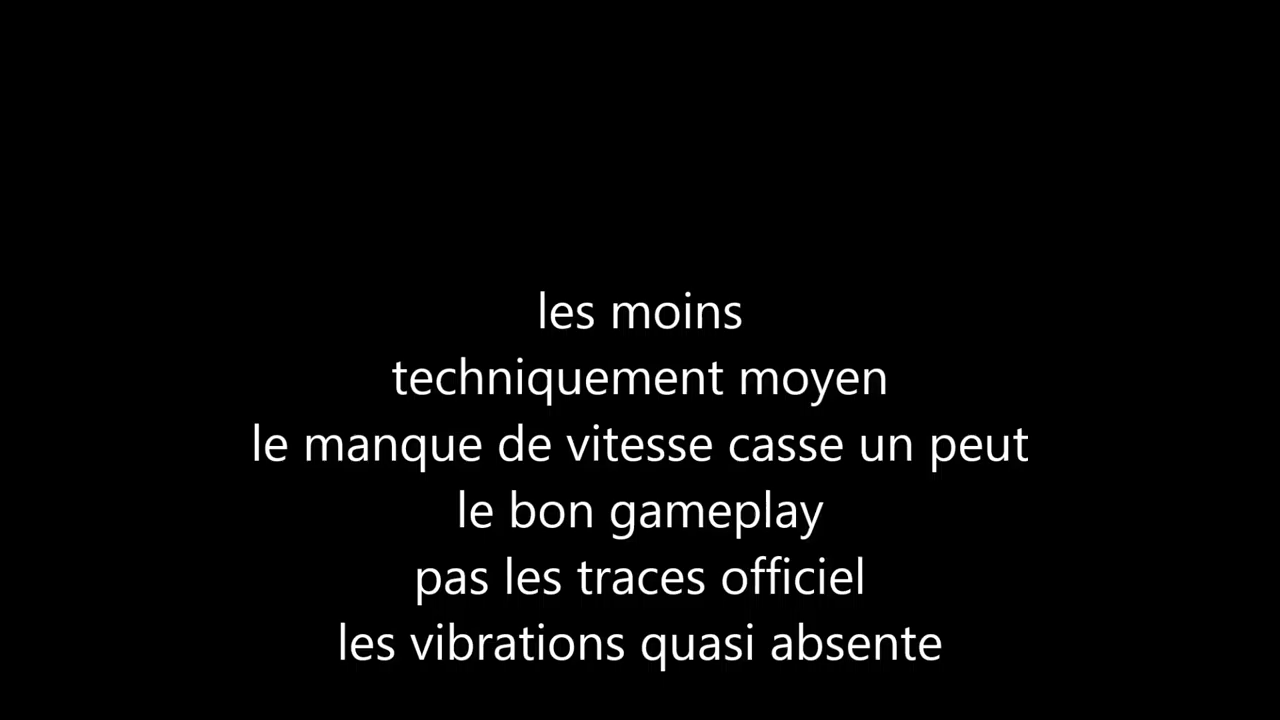 les moins
techniquement moyen
le manque de vitesse casse un peut
le bon gameplay
pas les traces officiel
les vibrations quasi absente